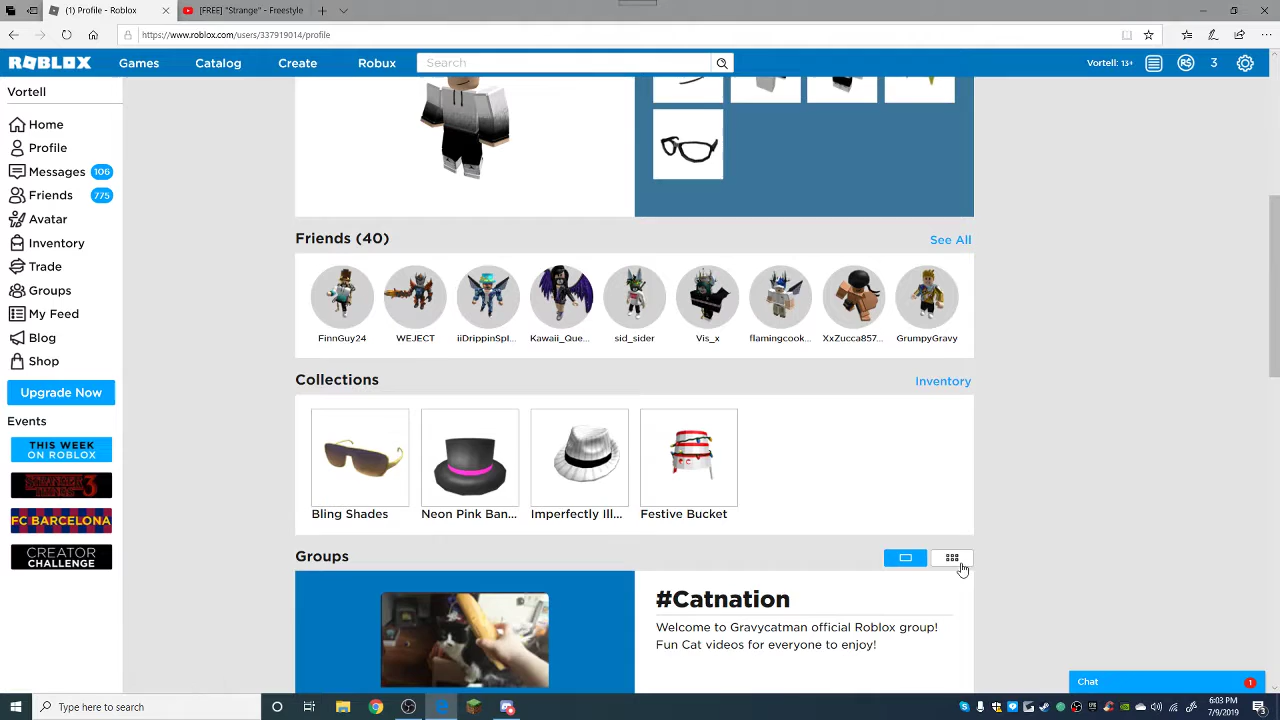 (1) Profile - Roblox
[FREE] "Strange" - Freestyle
https://www.roblox.com/users/337919014/profile
ROBLOX
Games
Catalog
Create
Robux
Search
Vortell: 13+
3
Vortell
Home
Profile
Messages 106
Friends 775
Avatar
Inventory
Trade
Groups
My Feed
Blog
Shop
Upgrade Now
Events
THIS WEEK
ON ROBLOX
STRANGER
THINGS 3
FC BARCELONA
CREATOR
CHALLENGE
Friends (40)
See All
FinnGuy24
WEJECT
iiDrippinSpl...
Kawaii_Que...
sid_sider
Vis_x
flamingcook...
XxZucca857...
GrumpyGravy
Collections
Inventory
Bling Shades
Neon Pink Ban...
Imperfectly Ill...
Festive Bucket
Groups
#Catnation
Welcome to Gravycatman official Roblox group!
Fun Cat videos for everyone to enjoy!
Chat
1
Type here to search
6:03 PM
7/9/2019